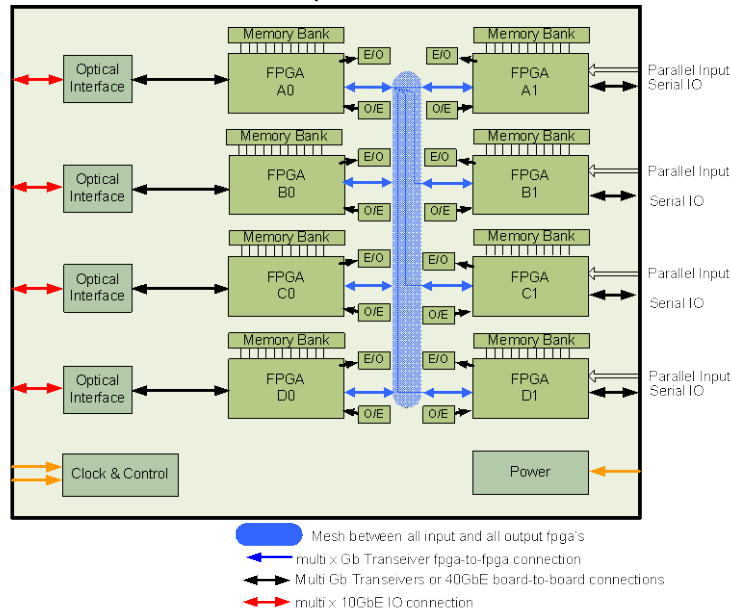 Memory Bank
E/O
E/O
Memory Bank
Optical
Interface
FPGA
A0
FPGA
A1
Parallel Input
Serial IO
O/E
O/E
Memory Bank
E/O
E/O
Memory Bank
Optical
Interface
FPGA
B0
FPGA
B1
Parallel Input
Serial IO
O/E
O/E
Memory Bank
E/O
E/O
Memory Bank
Optical
Interface
FPGA
C0
FPGA
C1
Parallel Input
Serial IO
O/E
O/E
Memory Bank
E/O
E/O
Memory Bank
Optical
Interface
FPGA
D0
FPGA
D1
Parallel Input
Serial IO
O/E
O/E
Clock & Control
Power
Mesh between all input and all output fpga's
multi x Gb Transeiver fpga-to-fpga connection
Multi Gb Transeivers or 40GbE board-to-board connections
multi x 10GbE IO connection